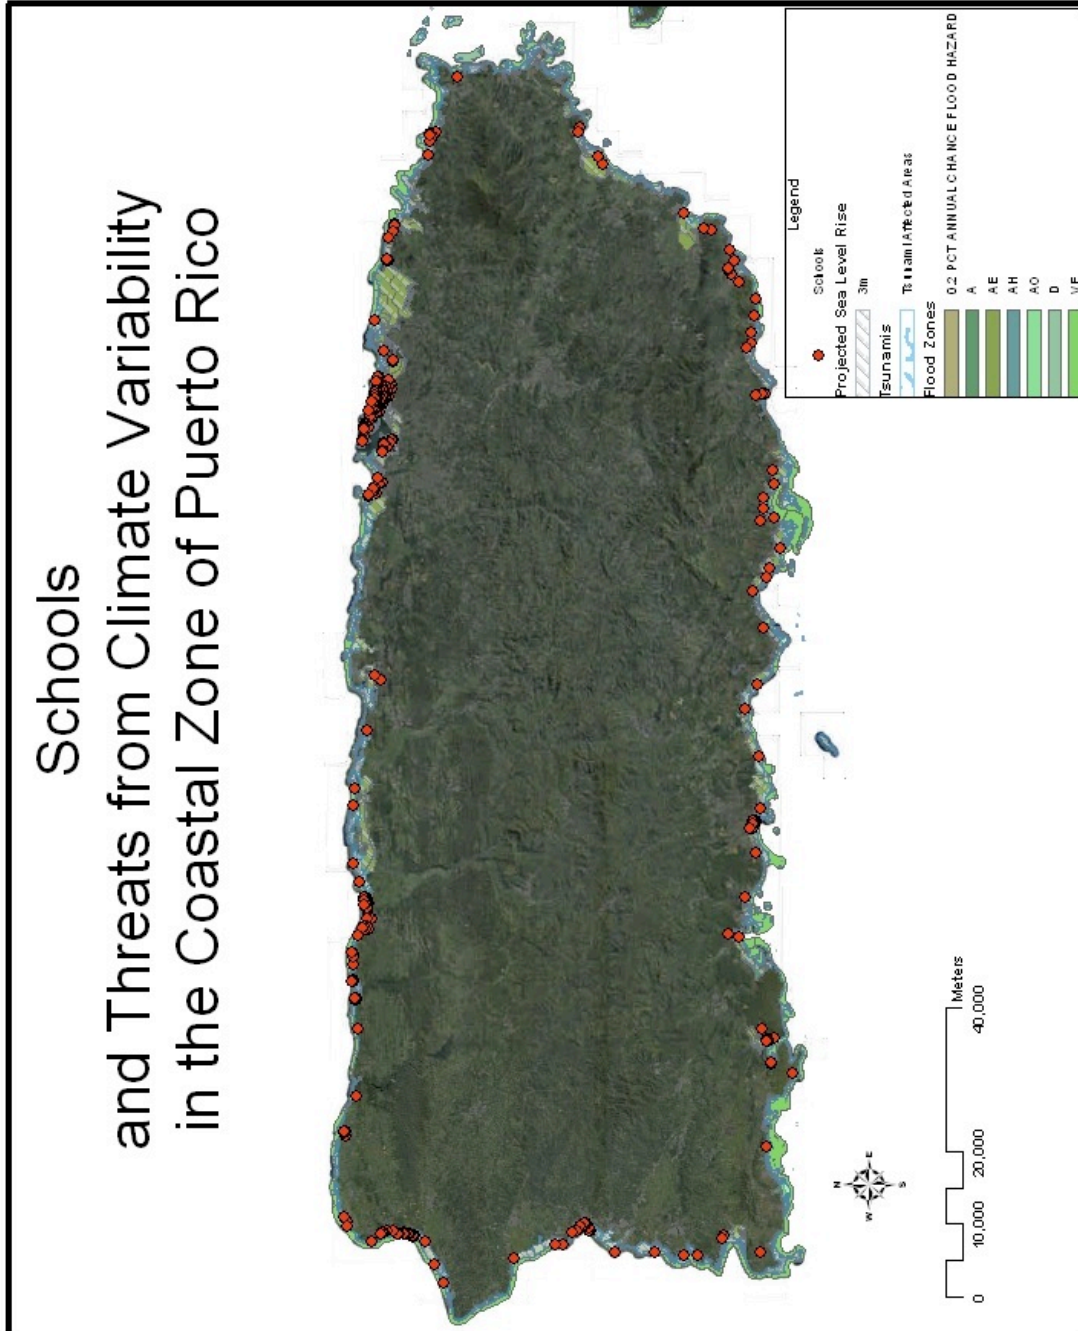 Schools
and Threats from Climate Variability
in the Coastal Zone of Puerto Rico
Legend
Schools
Projected Sea Level Rise
3m
Tsunamis
Tsunami Affected Areas
Flood Zones
0.2 PCT ANNUAL CHANCE FLOOD HAZARD
A
AE
AH
AO
D
VE
N
W
E
S
0
10,000
20,000
40,000
Meters